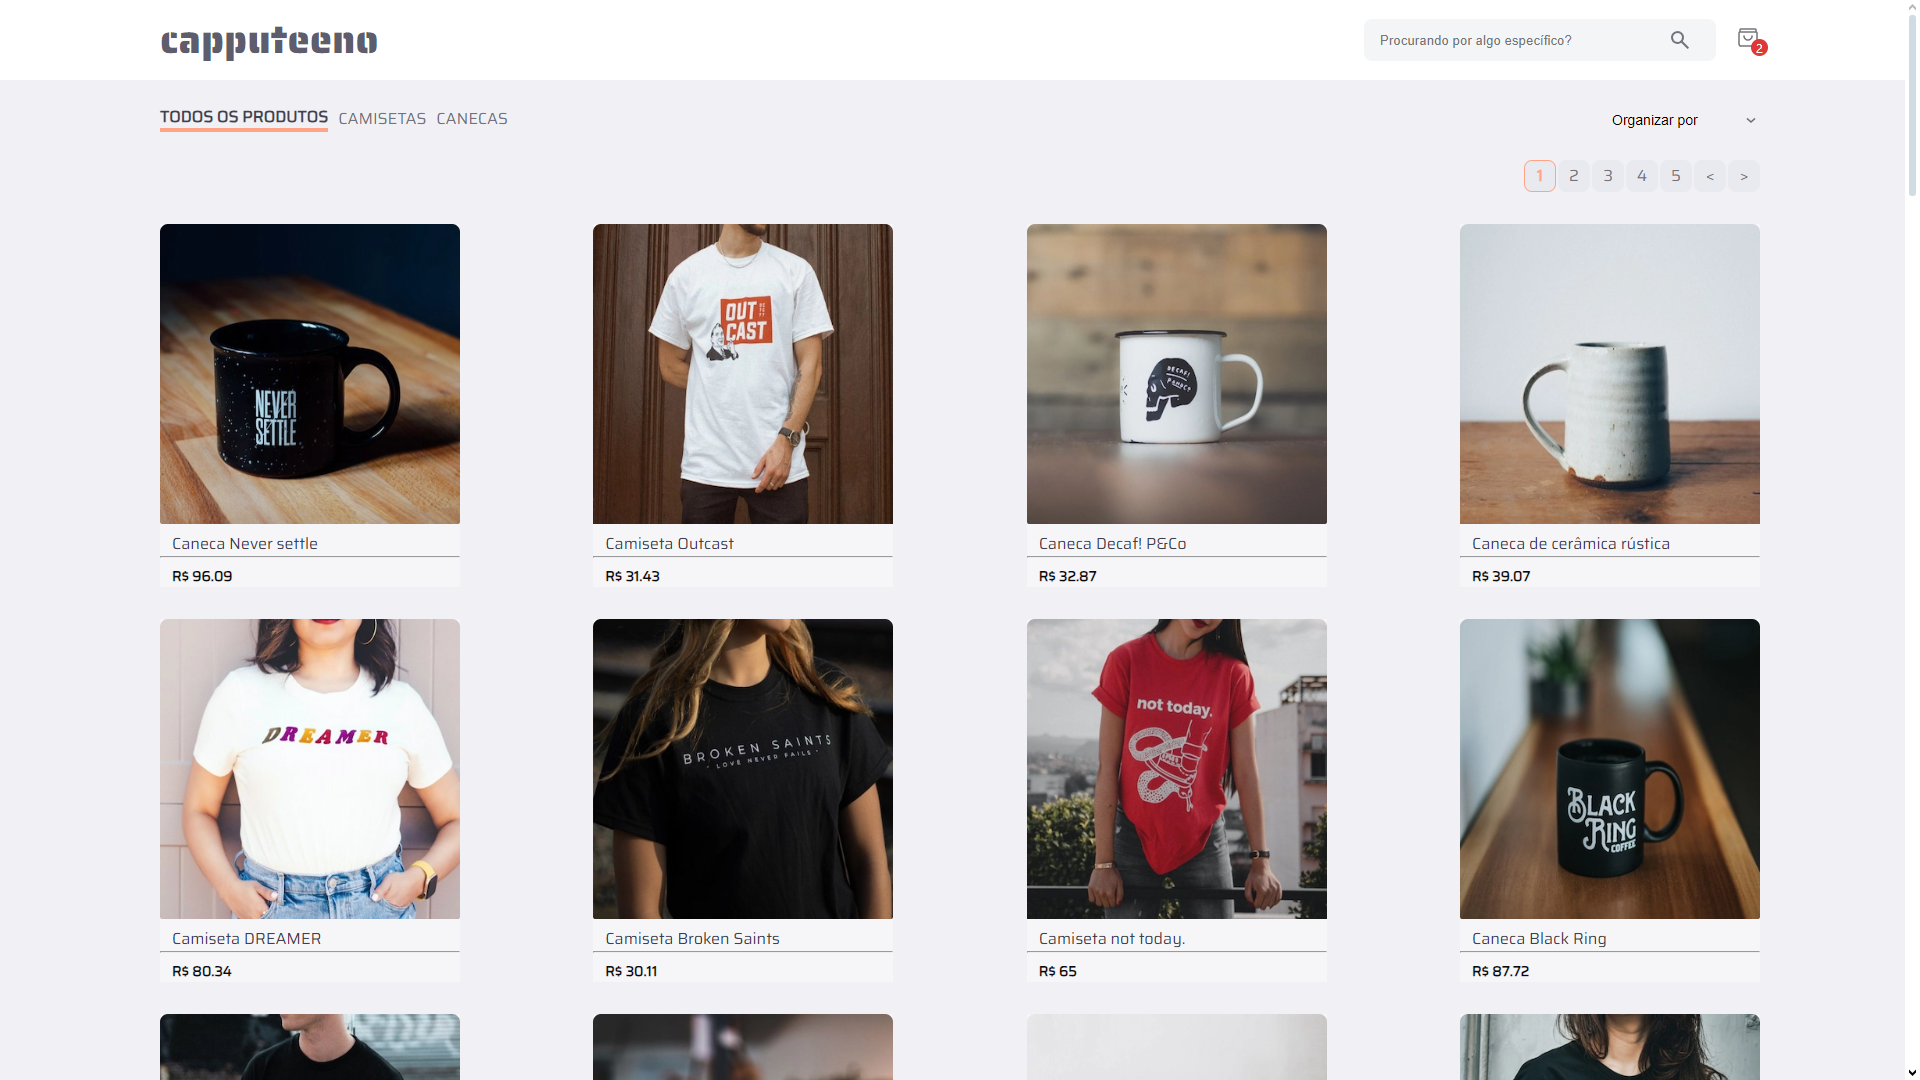 capputeeno
Procurando por algo específico?
2
TODOS OS PRODUTOS CAMISETAS CANECAS
Organizar por
1 2 3 4 5 < >
NEVER
SETTLE
OUT
CAST
DECAF!
Caneca Never settle
Camiseta Outcast
Caneca Decaf! P&Co
Caneca de cerâmica rústica
R$ 96.09
R$ 31.43
R$ 32.87
R$ 39.07
DREAMER
BROKEN SAINTS
" LOVE NEVER FAILS "
not today.
BLACK
RING
COFFEE
Camiseta DREAMER
Camiseta Broken Saints
Camiseta not today.
Caneca Black Ring
R$ 80.34
R$ 30.11
R$ 65
R$ 87.72